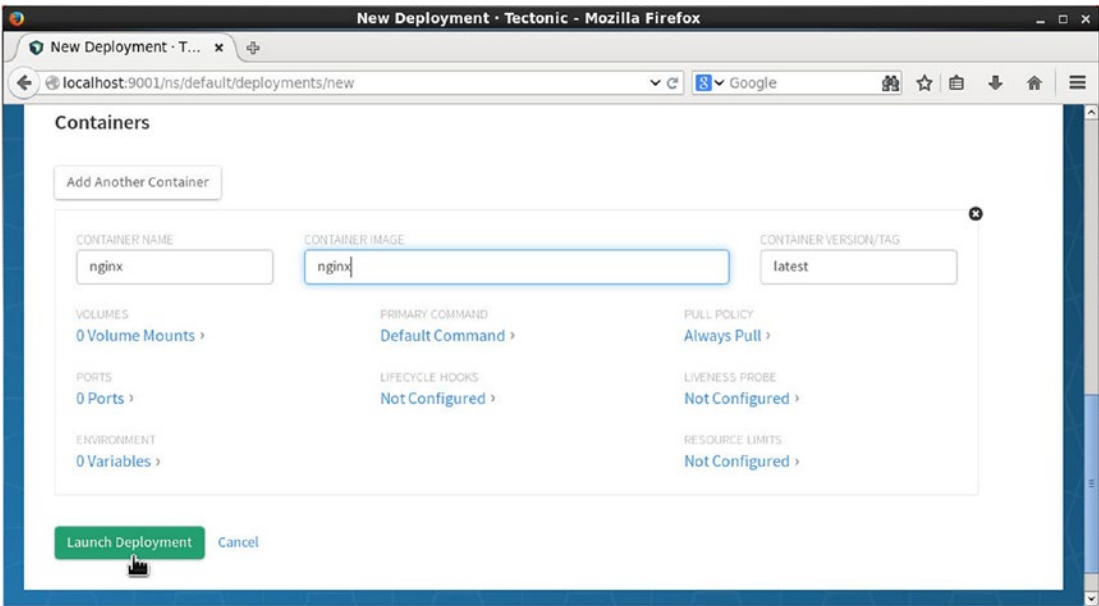 New Deployment · Tectonic - Mozilla Firefox
New Deployment · T...
localhost:9001/ns/default/deployments/new
Google
Containers
Add Another Container
CONTAINER NAME
CONTAINER IMAGE
CONTAINER VERSION/TAG
nginx
nginx
latest
VOLUMES
PRIMARY COMMAND
PULL POLICY
0 Volume Mounts ›
Default Command ›
Always Pull ›
PORTS
LIFECYCLE HOOKS
LIVENESS PROBE
0 Ports ›
Not Configured ›
Not Configured ›
ENVIRONMENT
RESOURCE LIMITS
0 Variables ›
Not Configured ›
Launch Deployment
Cancel